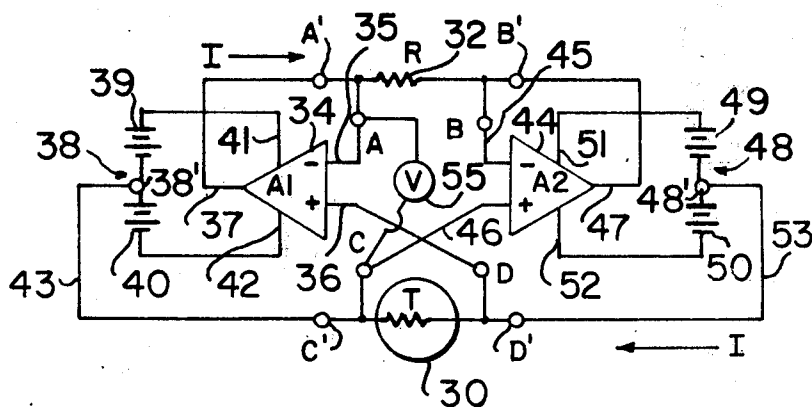 I A' 35 R 32 B' 45
39 34 44 49
38 41 A B 51 48
38' A1 - V 55 - A2 48'
+ +
37 C 46 D 47
40 42 36 52 50 53
43
T
C' D' I
30